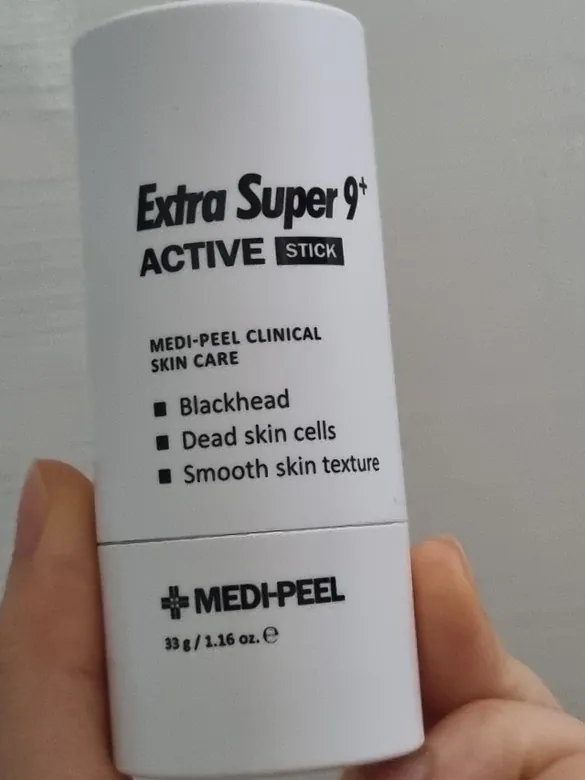 Extra Super 9+
ACTIVE STICK
MEDI-PEEL CLINICAL
SKIN CARE
■ Blackhead
■ Dead skin cells
■ Smooth skin texture
MEDI-PEEL
33 g / 1.16 oz. ℮